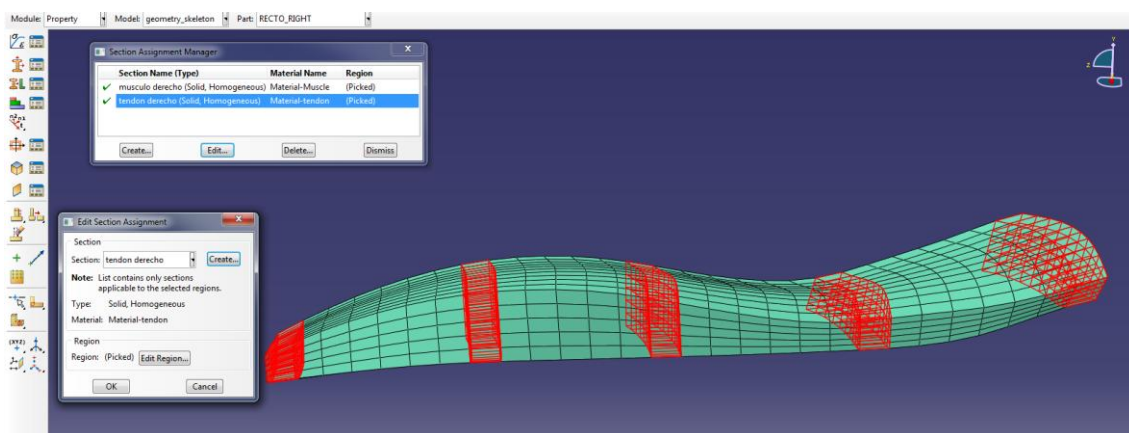 Module: Property Model: geometry_skeleton Part: RECTO_RIGHT
Section Assignment Manager
Section Name (Type) Material Name Region
musculo derecho (Solid, Homogeneous) Material-Muscle (Picked)
tendon derecho (Solid, Homogeneous) Material-tendon (Picked)
Create... Edit... Delete... Dismiss
Edit Section Assignment
Section
Section: tendon derecho Create...
Note: List contains only sections
applicable to the selected regions.
Type: Solid, Homogeneous
Material: Material-tendon
Region
Region: (Picked) Edit Region...
OK Cancel
Y
Z
(XYZ)